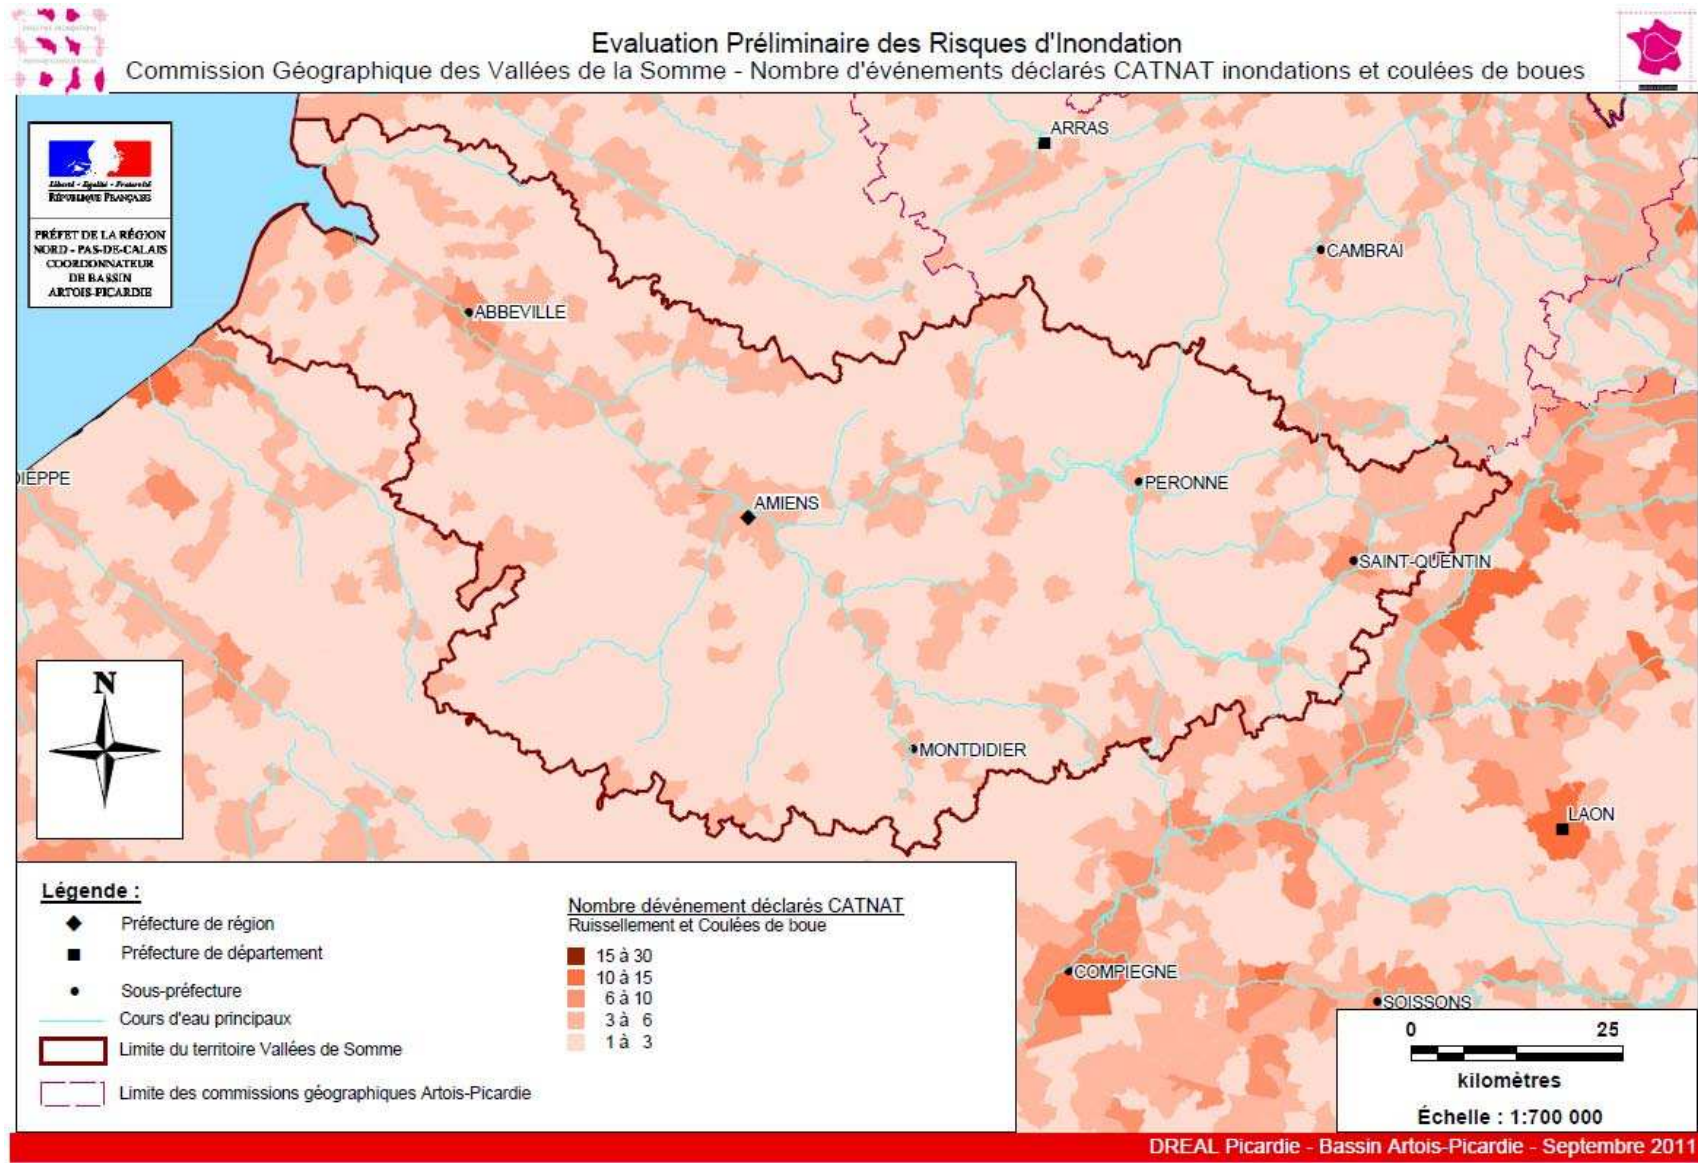 Evaluation Préliminaire des Risques d'Inondation
Commission Géographique des Vallées de la Somme - Nombre d'événements déclarés CATNAT inondations et coulées de boues
Liberté • Égalité • Fraternité
RÉPUBLIQUE FRANÇAISE
PRÉFET DE LA RÉGION
NORD - PAS-DE-CALAIS
COORDONNATEUR
DE BASSIN
ARTOIS-PICARDIE
ARRAS
CAMBRAI
ABBEVILLE
DIEPPE
PERONNE
AMIENS
SAINT-QUENTIN
N
MONTDIDIER
LAON
COMPIEGNE
SOISSONS
Légende :
Préfecture de région
Préfecture de département
Sous-préfecture
Cours d'eau principaux
Limite du territoire Vallées de Somme
Limite des commissions géographiques Artois-Picardie
Nombre dévénement déclarés CATNAT
Ruissellement et Coulées de boue
15 à 30
10 à 15
6 à 10
3 à 6
1 à 3
0 25
kilomètres
Échelle : 1:700 000
DREAL Picardie - Bassin Artois-Picardie - Septembre 2011